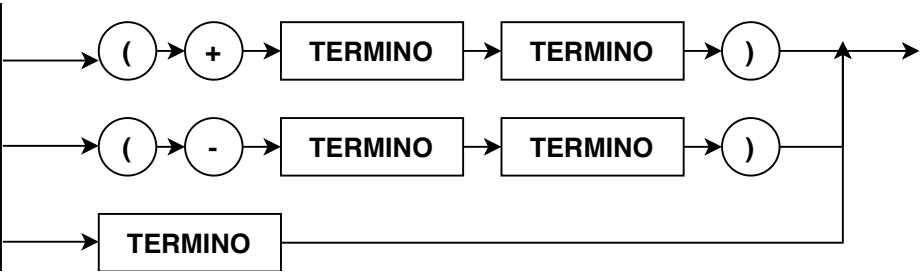 ( + TERMINO TERMINO )
( - TERMINO TERMINO )
TERMINO